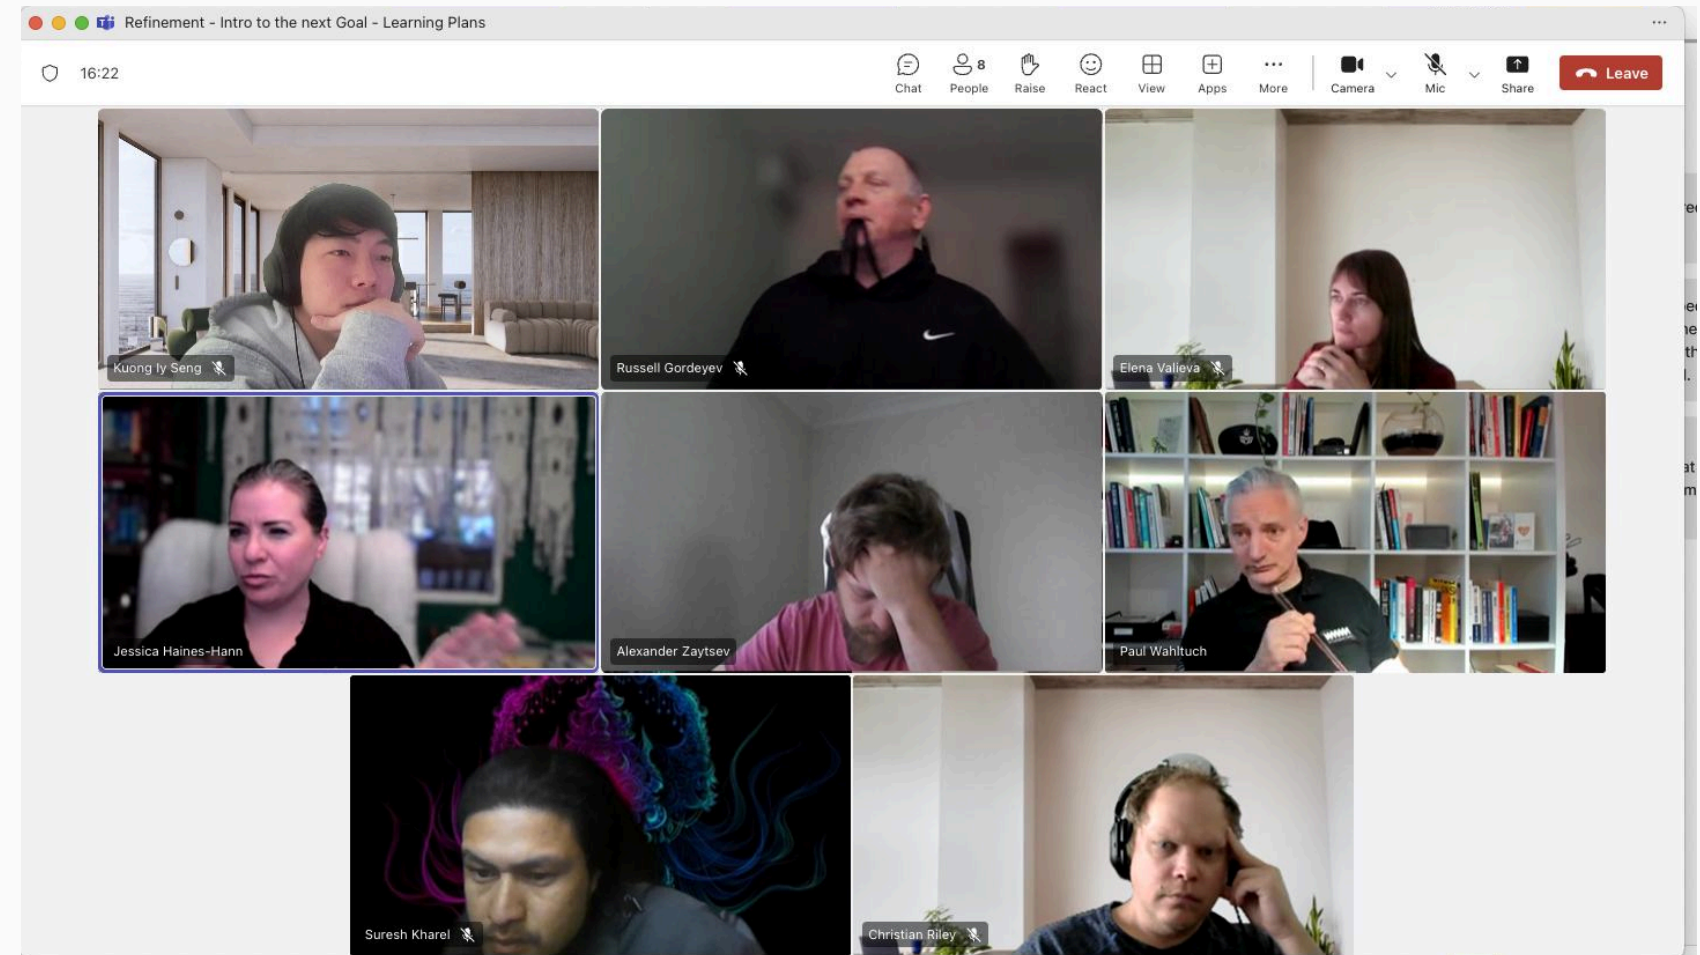 Refinement - Intro to the next Goal - Learning Plans
16:22
Chat
People
8
Raise
React
View
Apps
More
Camera
Mic
Share
Leave
Kuong ly Seng
Russell Gordeyev
Elena Valieva
Jessica Haines-Hann
Alexander Zaytsev
Paul Wahltuch
Suresh Kharel
Christian Riley